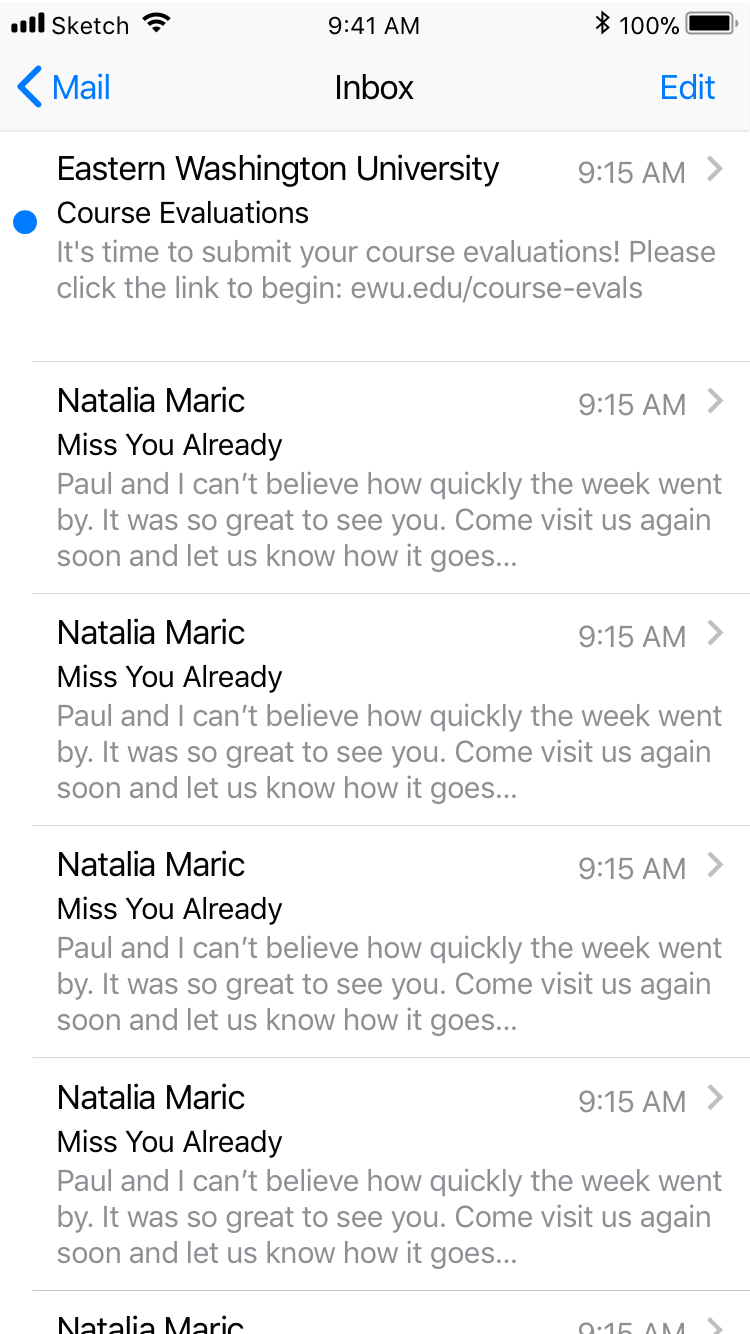 Sketch 9:41 AM 100%
Mail Inbox Edit
Eastern Washington University 9:15 AM
Course Evaluations
It's time to submit your course evaluations! Please
click the link to begin: ewu.edu/course-evals
Natalia Maric 9:15 AM
Miss You Already
Paul and I can’t believe how quickly the week went
by. It was so great to see you. Come visit us again
soon and let us know how it goes...
Natalia Maric 9:15 AM
Miss You Already
Paul and I can’t believe how quickly the week went
by. It was so great to see you. Come visit us again
soon and let us know how it goes...
Natalia Maric 9:15 AM
Miss You Already
Paul and I can’t believe how quickly the week went
by. It was so great to see you. Come visit us again
soon and let us know how it goes...
Natalia Maric 9:15 AM
Miss You Already
Paul and I can’t believe how quickly the week went
by. It was so great to see you. Come visit us again
soon and let us know how it goes...
Natalia Maric 9:15 AM